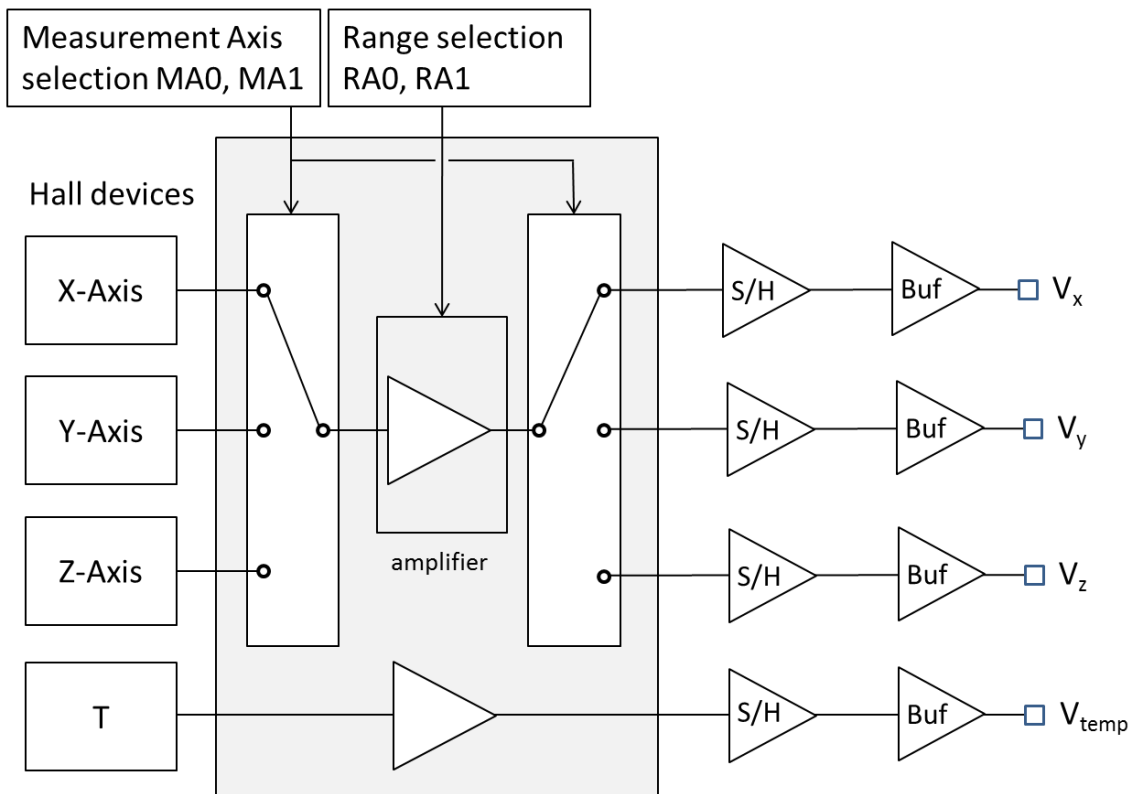 Measurement Axis
selection MA0, MA1
Range selection
RA0, RA1
Hall devices
X-Axis
S/H
Buf
Vx
Y-Axis
S/H
Buf
Vy
amplifier
Z-Axis
S/H
Buf
Vz
T
S/H
Buf
Vtemp